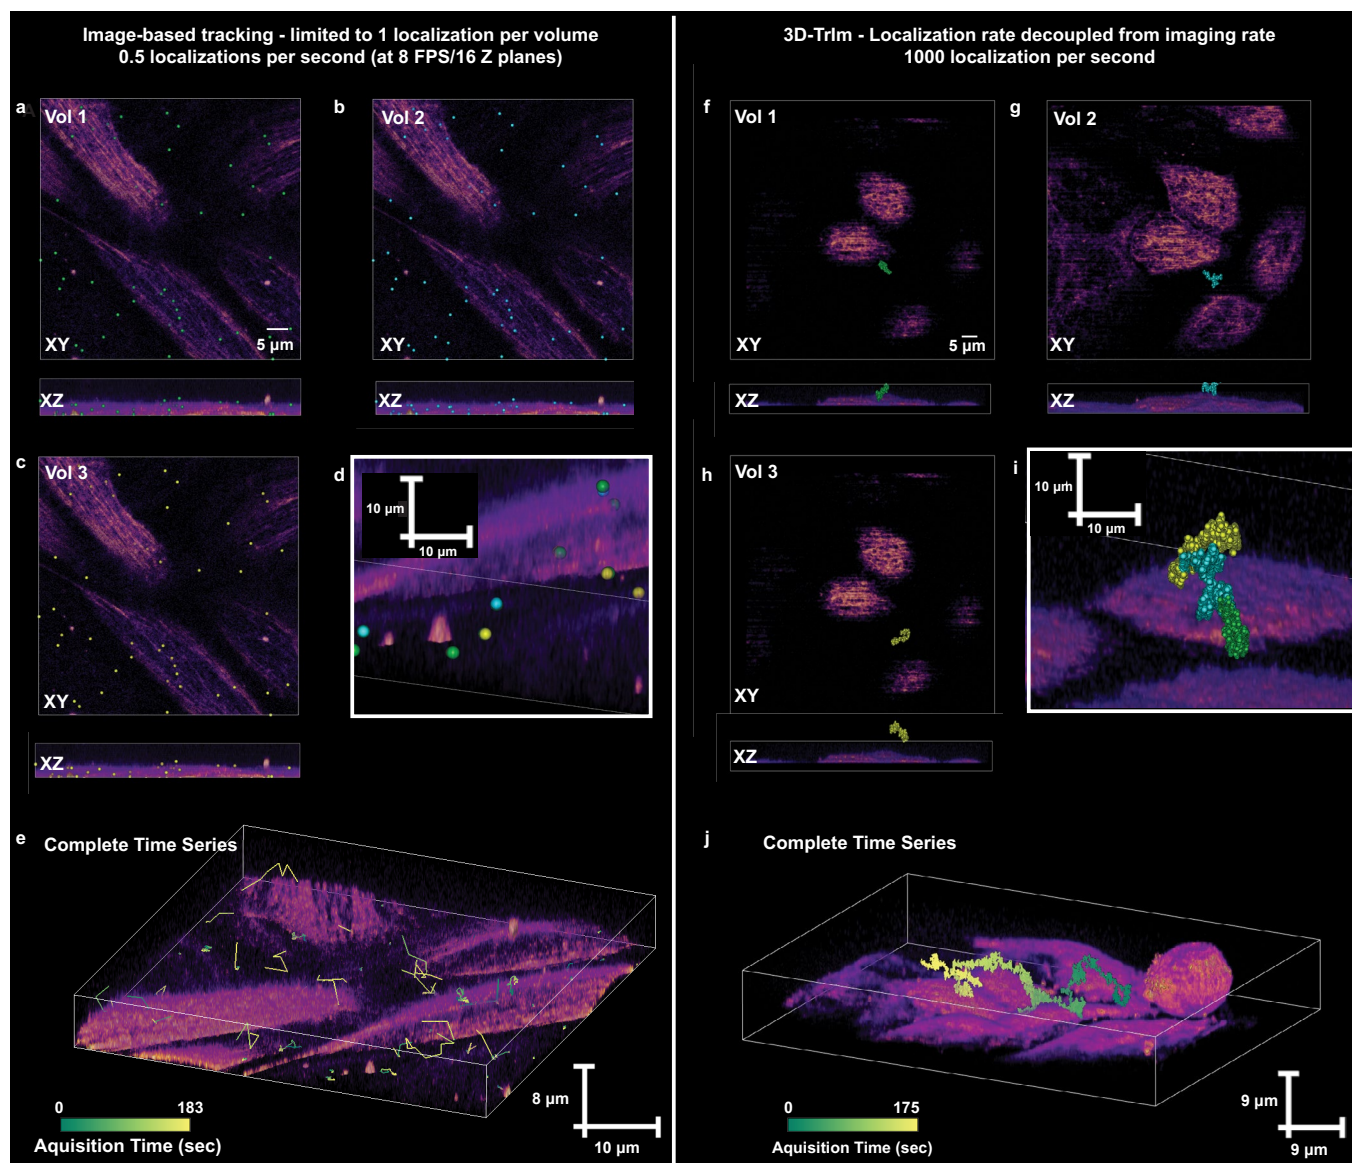 Image-based tracking - limited to 1 localization per volume
0.5 localizations per second (at 8 FPS/16 Z planes)
3D-TrIm - Localization rate decoupled from imaging rate
1000 localization per second
a
Vol 1
XY
5 µm
XZ
b
Vol 2
XY
XZ
c
Vol 3
XY
XZ
d
10 µm
10 µm
e
Complete Time Series
0
183
Aquisition Time (sec)
8 µm
10 µm
f
Vol 1
XY
5 µm
XZ
g
Vol 2
XY
XZ
h
Vol 3
XY
XZ
i
10 µm
10 µm
j
Complete Time Series
0
175
Aquisition Time (sec)
9 µm
9 µm